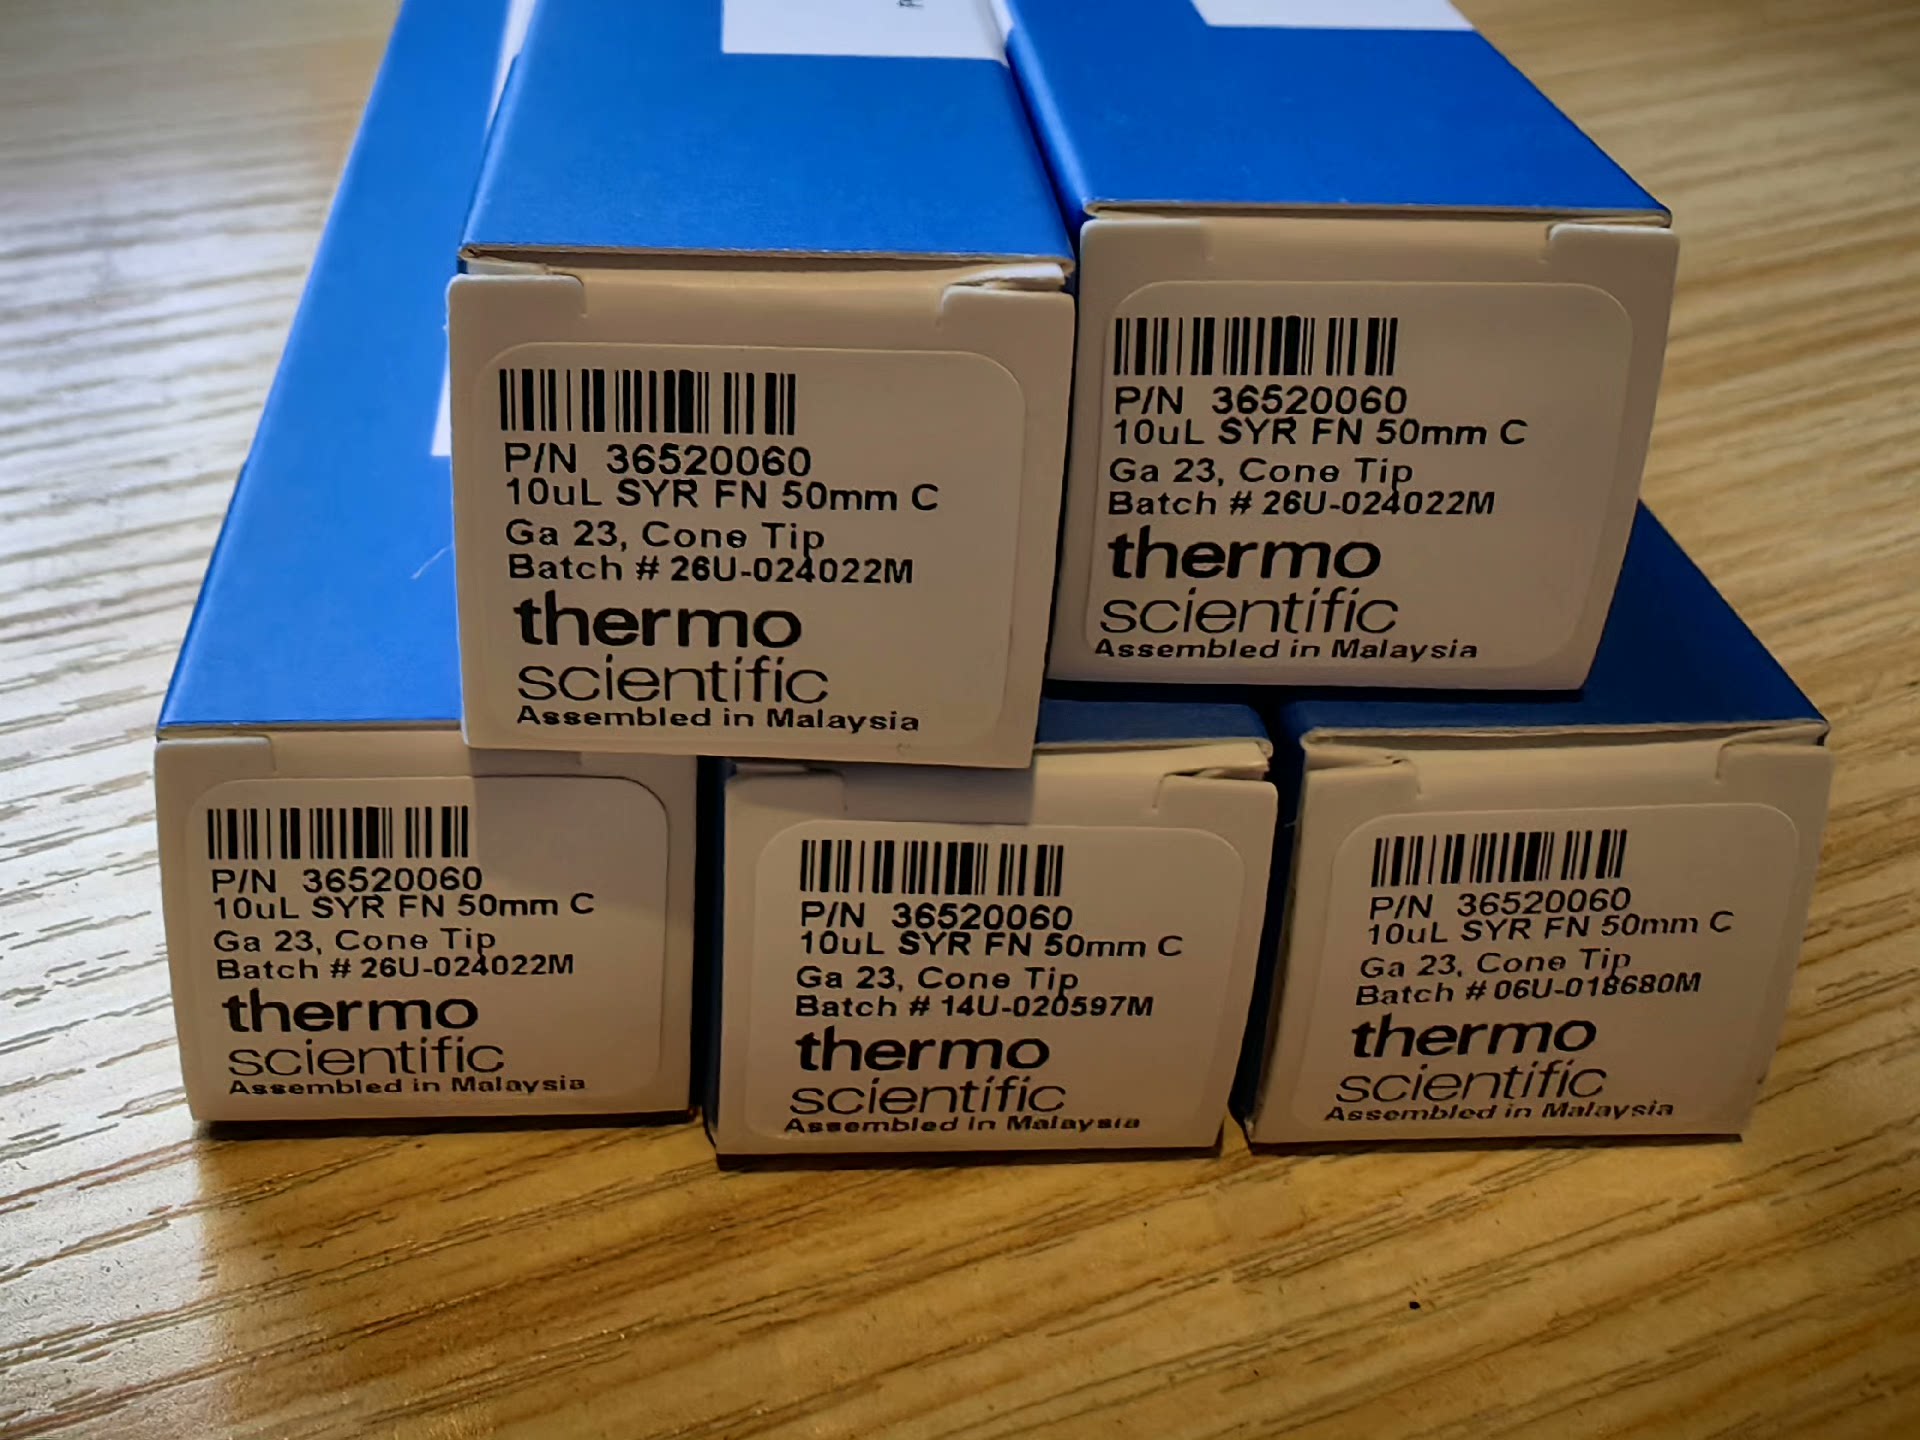 P/N 36520060
10uL SYR FN 50mm C
Ga 23, Cone Tip
Batch # 26U-024022M
thermo
scientific
Assembled in Malaysia
P/N 36520060
10uL SYR FN 50mm C
Ga 23, Cone Tip
Batch # 26U-024022M
thermo
scientific
Assembled in Malaysia
P/N 36520060
10uL SYR FN 50mm C
Ga 23, Cone Tip
Batch # 26U-024022M
thermo
scientific
Assembled in Malaysia
P/N 36520060
10uL SYR FN 50mm C
Ga 23, Cone Tip
Batch # 14U-020597M
thermo
scientific
Assembled in Malaysia
P/N 36520060
10uL SYR FN 50mm C
Ga 23, Cone Tip
Batch # 06U-018680M
thermo
scientific
Assembled in Malaysia